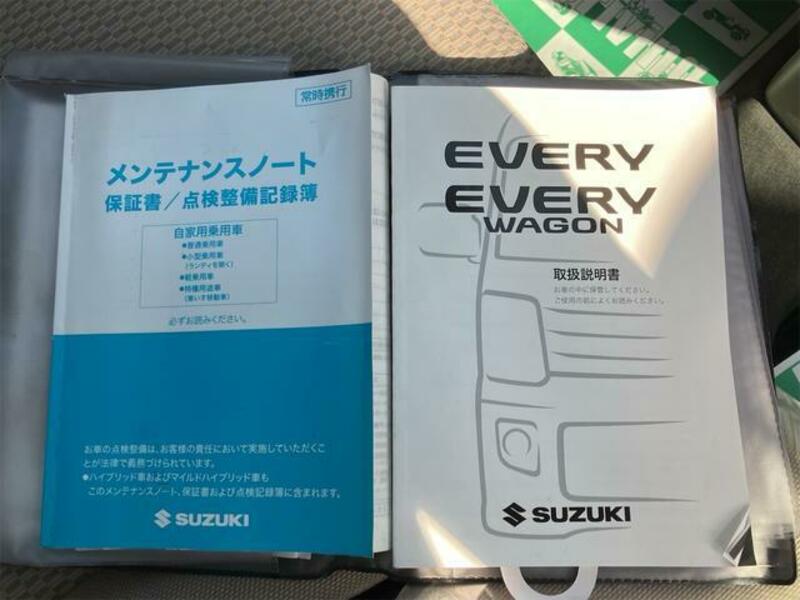 常時携行
メンテナンスノート
保証書／点検整備記録簿
自家用乗用車
●普通乗用車
●小型乗用車
（ランディを除く）
●軽乗用車
●特種用途車
（車いす移動車）
必ずお読みください。
お車の点検整備は、お客様の責任において実施していただくこ
とが法律で義務づけられています。
●ハイブリッド車およびマイルドハイブリッド車も
このメンテナンスノート、保証書および点検記録簿に含まれます。
SUZUKI
EVERY
EVERY
WAGON
取扱説明書
お車の中に保管してください。
ご使用の前によくお読みください。
SUZUKI